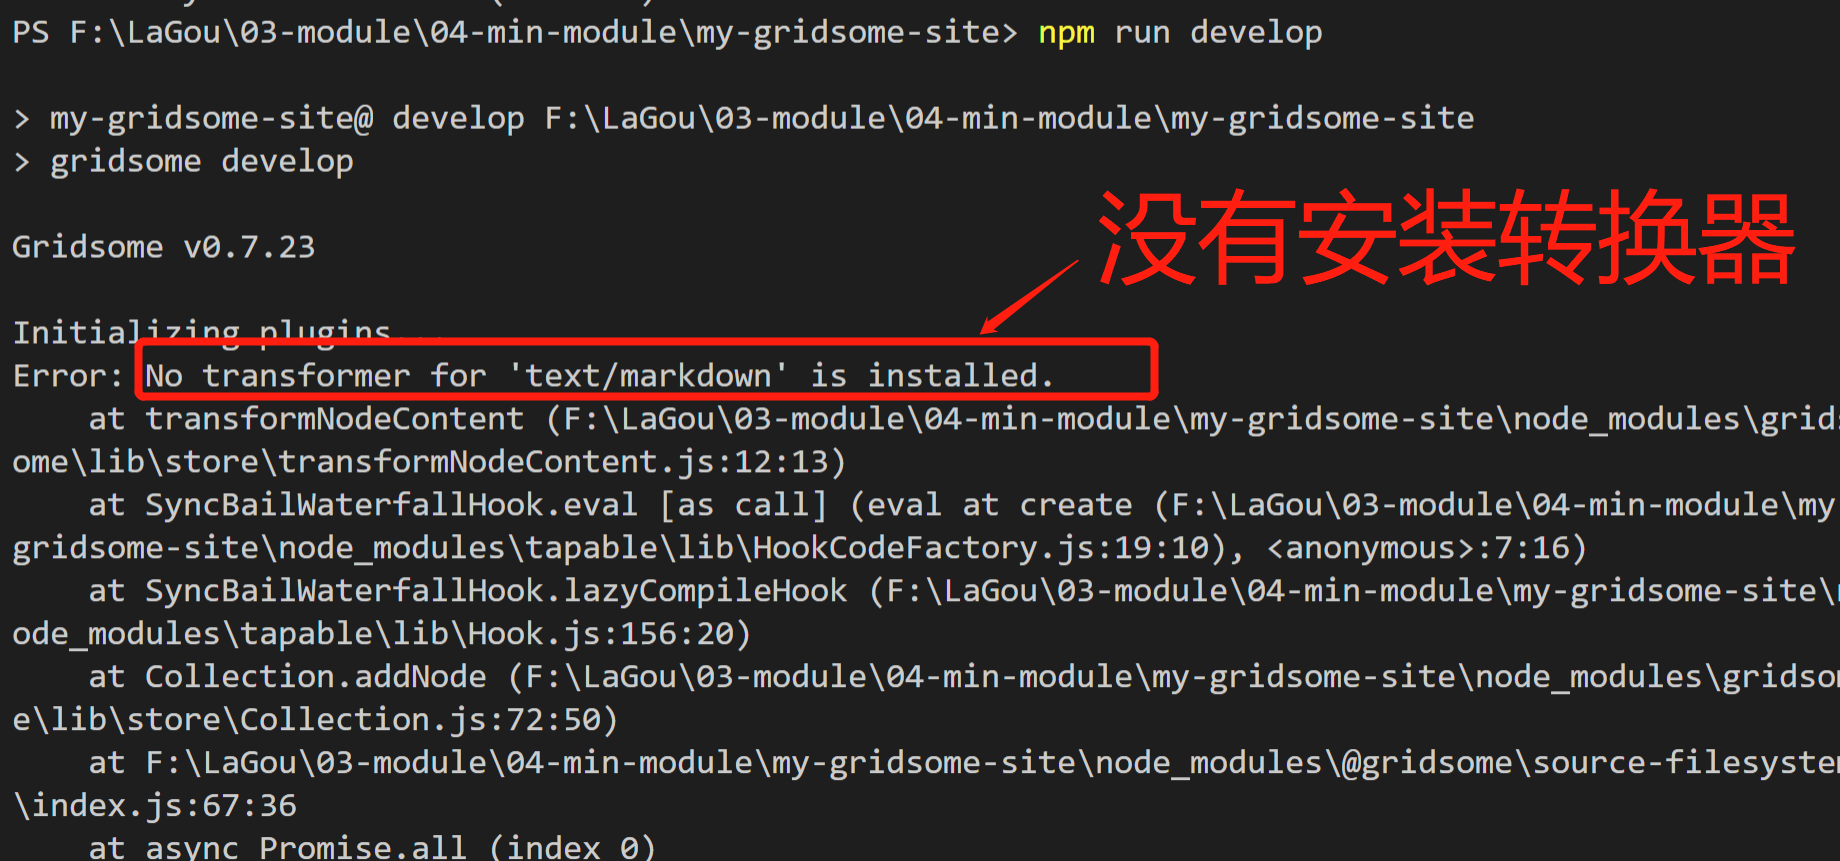 PS F:\LaGou\03-module\04-min-module\my-gridsome-site> npm run develop
> my-gridsome-site@ develop F:\LaGou\03-module\04-min-module\my-gridsome-site
> gridsome develop
没有安装转换器
Gridsome v0.7.23
Initializing plugins...
Error: No transformer for 'text/markdown' is installed.
    at transformNodeContent (F:\LaGou\03-module\04-min-module\my-gridsome-site\node_modules\grids
ome\lib\store\transformNodeContent.js:12:13)
    at SyncBailWaterfallHook.eval [as call] (eval at create (F:\LaGou\03-module\04-min-module\my
gridsome-site\node_modules\tapable\lib\HookCodeFactory.js:19:10), <anonymous>:7:16)
    at SyncBailWaterfallHook.lazyCompileHook (F:\LaGou\03-module\04-min-module\my-gridsome-site\n
ode_modules\tapable\lib\Hook.js:156:20)
    at Collection.addNode (F:\LaGou\03-module\04-min-module\my-gridsome-site\node_modules\gridsom
e\lib\store\Collection.js:72:50)
    at F:\LaGou\03-module\04-min-module\my-gridsome-site\node_modules\@gridsome\source-filesystem
\index.js:67:36
    at async Promise.all (index 0)